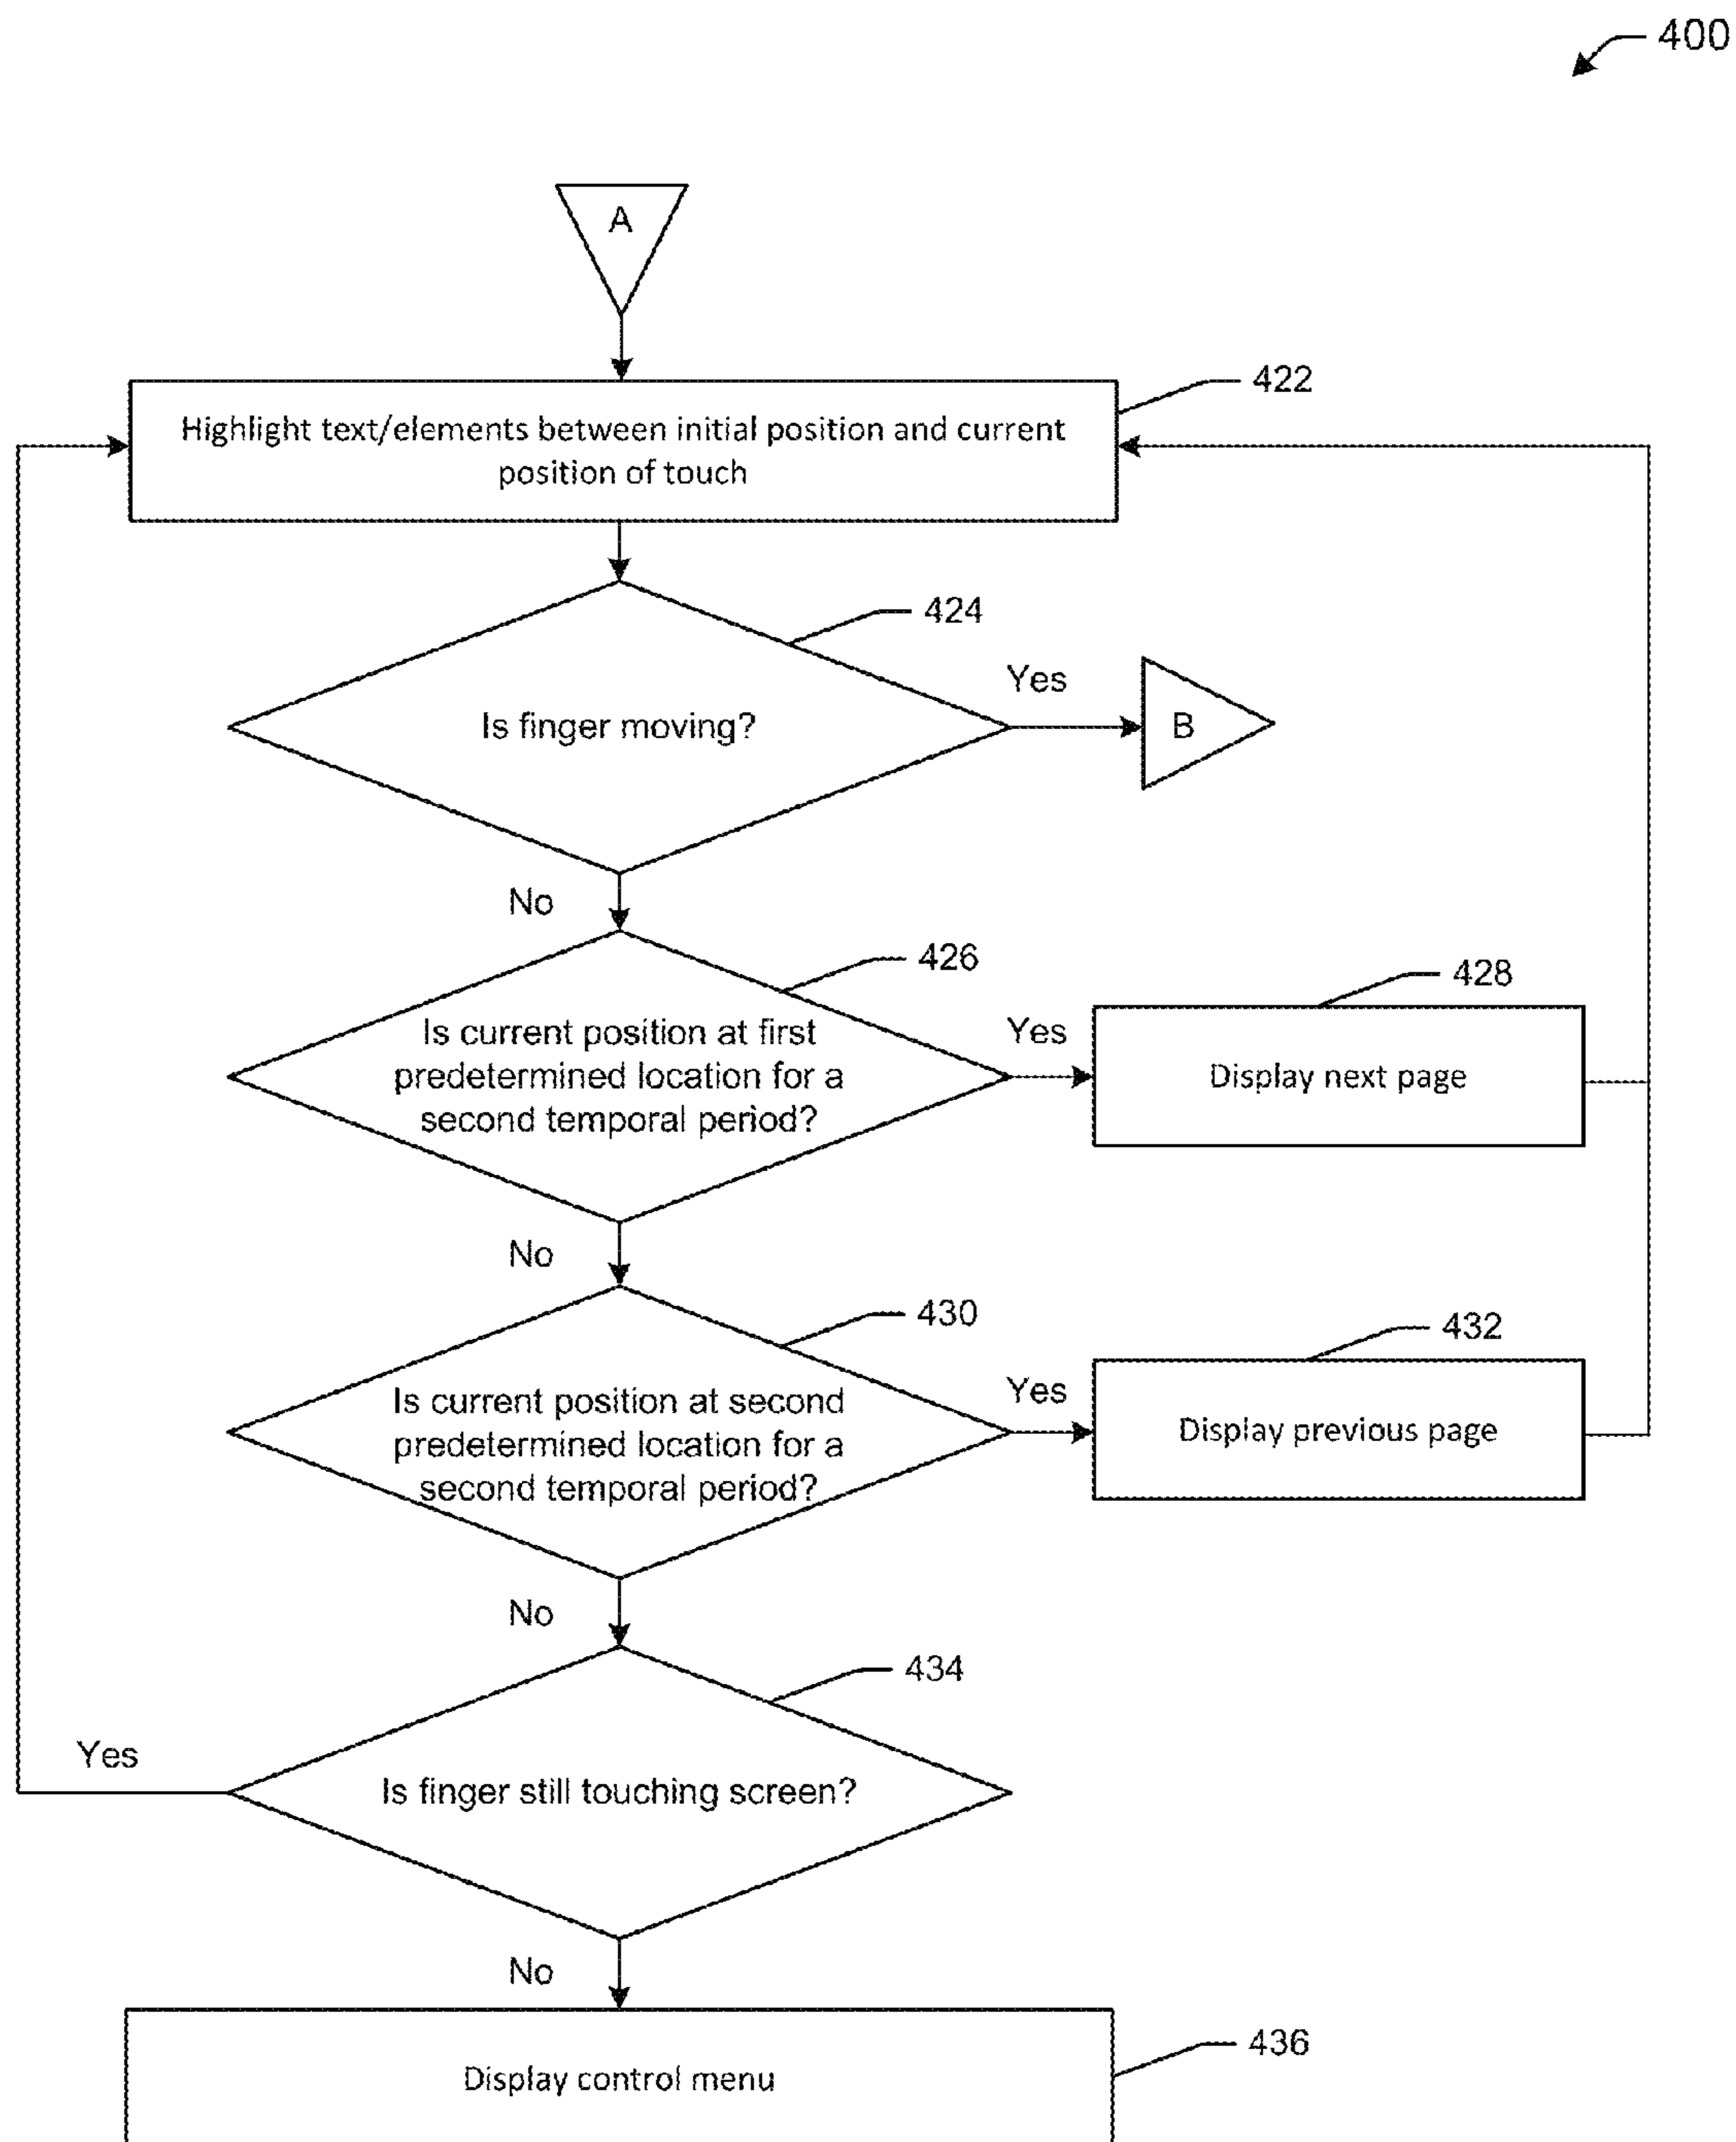 400
A
422
Highlight text/elements between initial position and current
position of touch
424
Yes
Is finger moving?
B
No
426
428
Is current position at first
predetermined location for a
second temporal period?
Yes
Display next page
No
430
432
Is current position at second
predetermined location for a
second temporal period?
Yes
Display previous page
No
434
Yes
Is finger still touching screen?
No
436
Display control menu